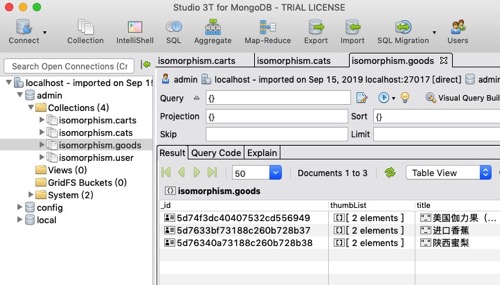 Studio 3T for MongoDB - TRIAL LICENSE
Connect Collection IntelliShell SQL Aggregate Map-Reduce Export Import SQL Migration Users
Search Open Connections (Cr
localhost - imported on Sep 15,
admin
Collections (4)
isomorphism.carts
isomorphism.cats
isomorphism.goods
isomorphism.user
Views (0)
GridFS Buckets (0)
System (2)
config
local
isomorphism.carts isomorphism.cats isomorphism.goods
admin localhost - imported on Sep 15, 2019 localhost:27017 [direct] admin
Query {} Visual Query Buil
Projection {} Sort {}
Skip Limit
Result Query Code Explain
50 Documents 1 to 3 Table View
isomorphism.goods
_id thumbList title
5d74f3dc40407532cd556949 [ 2 elements ] 美国伽力果（...
5d7633bf73188c260b728b37 [ 2 elements ] 进口香蕉
5d76340a73188c260b728b38 [ 2 elements ] 陕西蜜梨